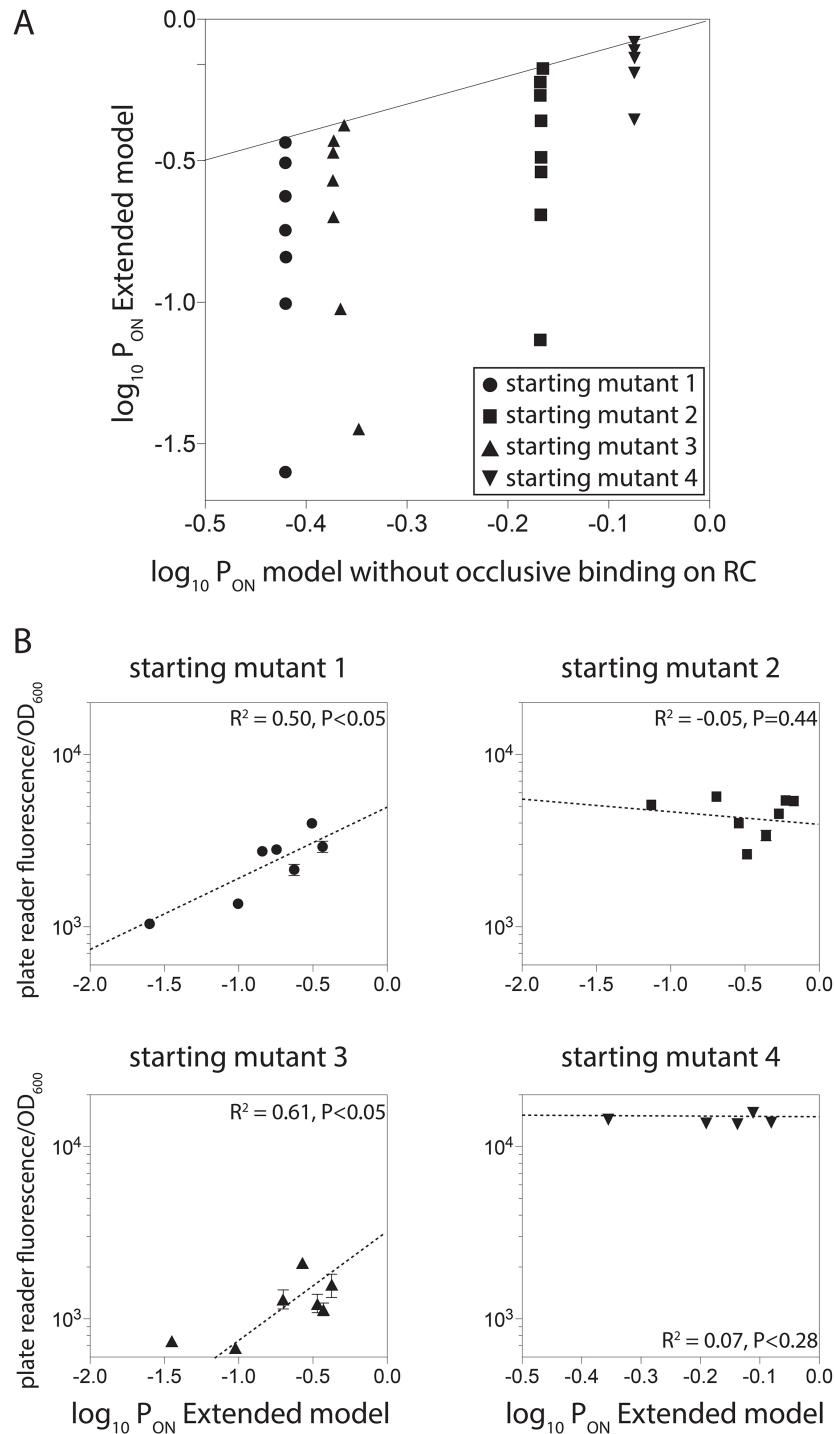 A
log₁₀ P_ON Extended model
0.0
-0.5
-1.0
-1.5
starting mutant 1
starting mutant 2
starting mutant 3
starting mutant 4
-0.5 -0.4 -0.3 -0.2 -0.1 0.0
log₁₀ P_ON model without occlusive binding on RC
B
starting mutant 1
plate reader fluorescence/OD₆₀₀
R² = 0.50, P<0.05
10⁴
10³
-2.0 -1.5 -1.0 -0.5 0.0
starting mutant 2
R² = -0.05, P=0.44
10⁴
10³
-2.0 -1.5 -1.0 -0.5 0.0
starting mutant 3
plate reader fluorescence/OD₆₀₀
R² = 0.61, P<0.05
10⁴
10³
-2.0 -1.5 -1.0 -0.5 0.0
log₁₀ P_ON Extended model
starting mutant 4
10⁴
10³
R² = 0.07, P<0.28
-0.5 -0.4 -0.3 -0.2 -0.1 0.0
log₁₀ P_ON Extended model